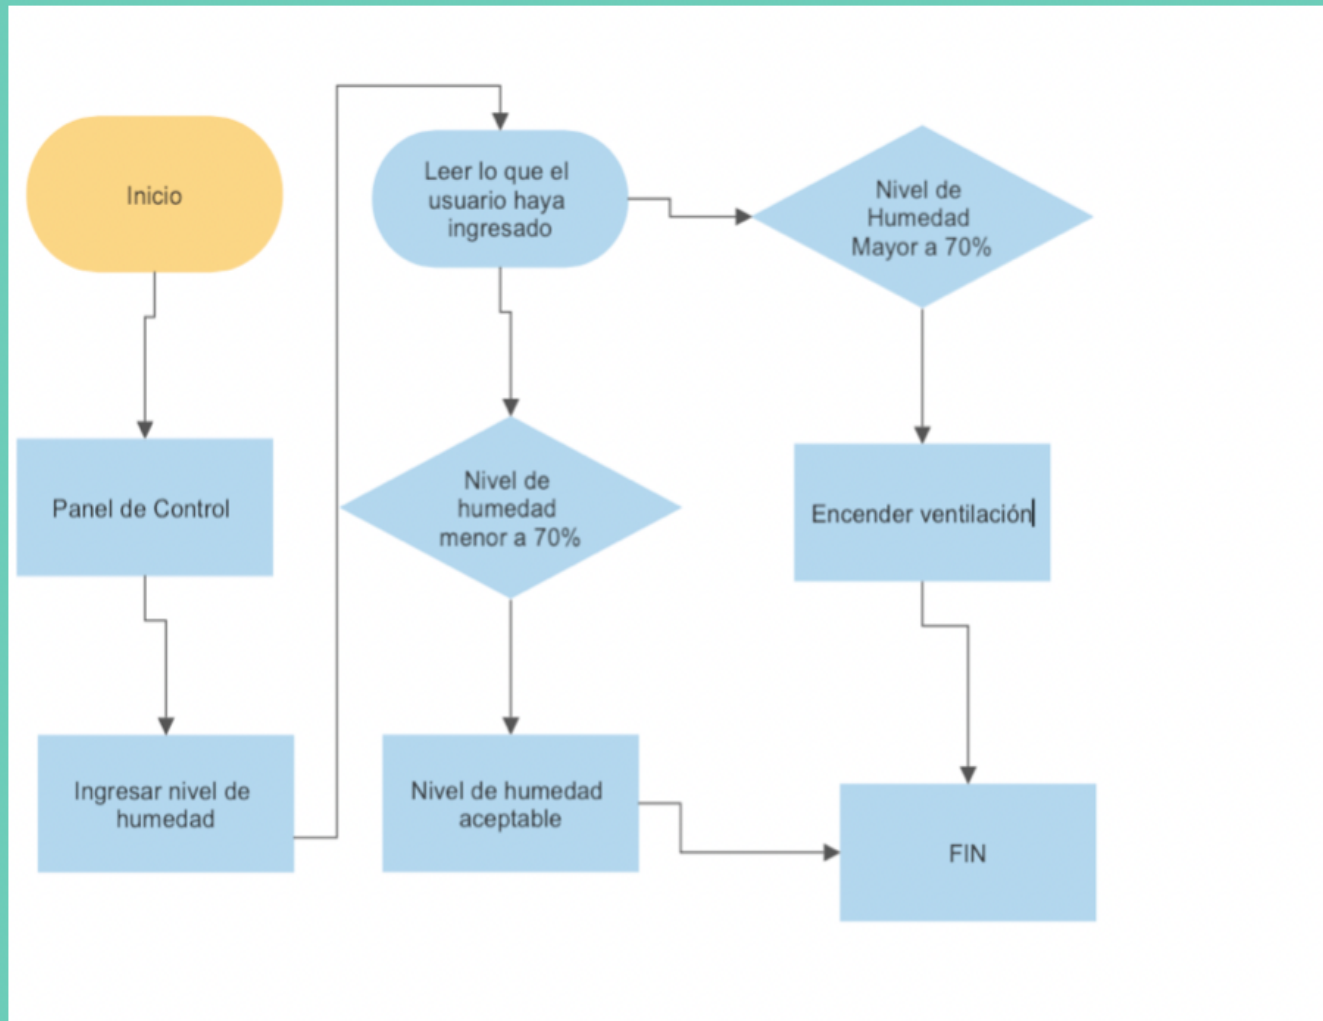 Inicio
Panel de Control
Ingresar nivel de
humedad
Leer lo que el
usuario haya
ingresado
Nivel de
humedad
menor a 70%
Nivel de humedad
aceptable
Nivel de
Humedad
Mayor a 70%
Encender ventilación
FIN